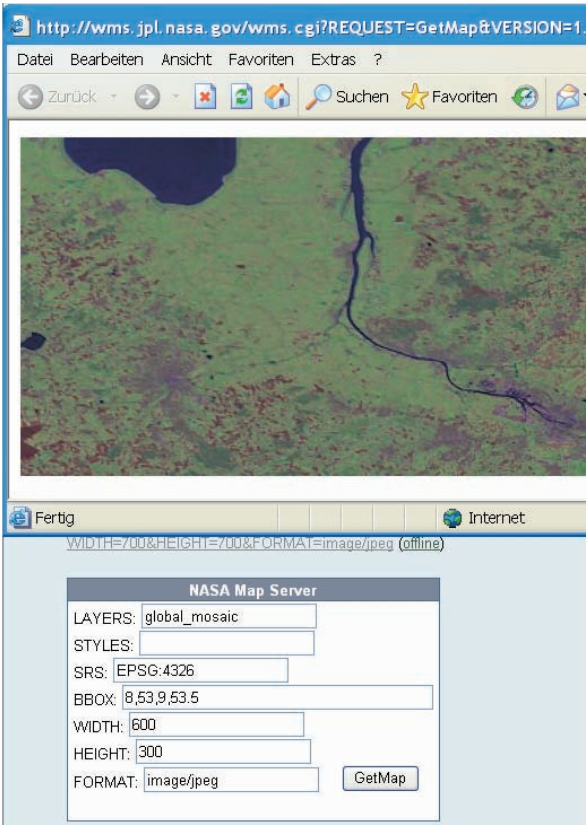 http://wms.jpl.nasa.gov/wms.cgi?REQUEST=GetMap&VERSION=1.
Datei Bearbeiten Ansicht Favoriten Extras ?
Zurück Suchen Favoriten
Fertig Internet
WIDTH=700&HEIGHT=700&FORMAT=image/jpeg (offline)
NASA Map Server
LAYERS: global_mosaic
STYLES:
SRS: EPSG:4326
BBOX: 8,53,9,53.5
WIDTH: 600
HEIGHT: 300
FORMAT: image/jpeg GetMap